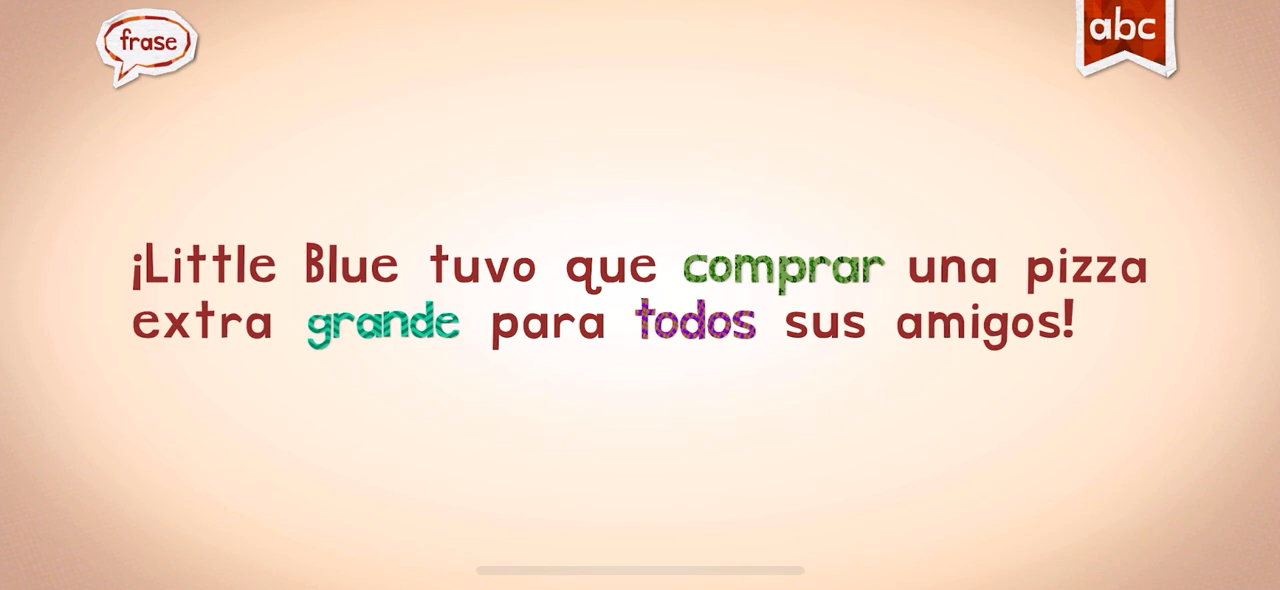 frase
abc
¡Little Blue tuvo que comprar una pizza
extra grande para todos sus amigos!